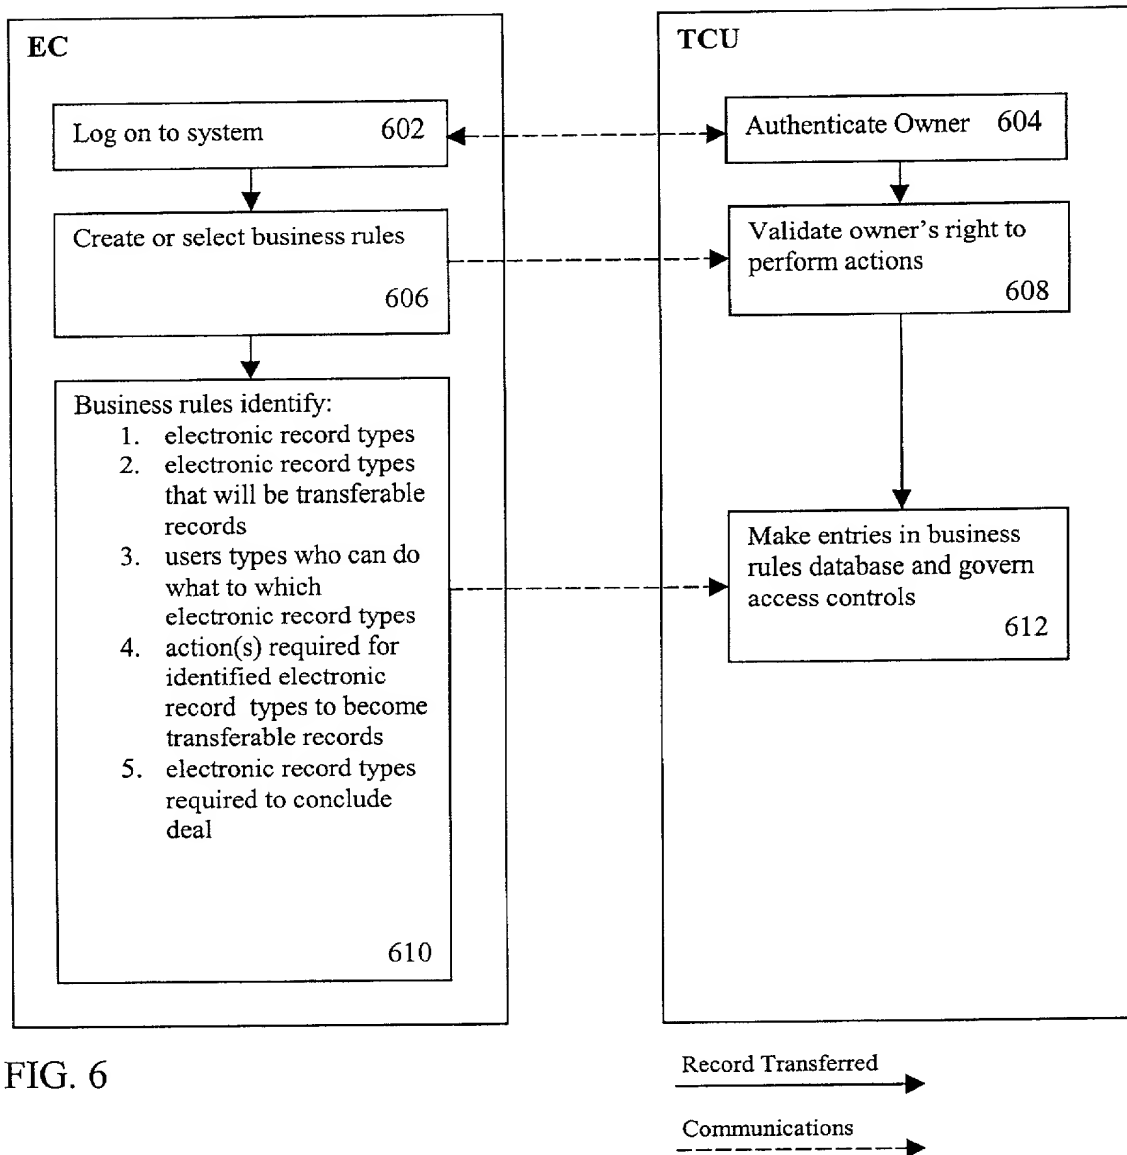 EC
Log on to system 602
Create or select business rules
606
Business rules identify:
1. electronic record types
2. electronic record types
that will be transferable
records
3. users types who can do
what to which
electronic record types
4. action(s) required for
identified electronic
record types to become
transferable records
5. electronic record types
required to conclude
deal
610
TCU
Authenticate Owner 604
Validate owner's right to
perform actions
608
Make entries in business
rules database and govern
access controls
612
FIG. 6
Record Transferred
Communications